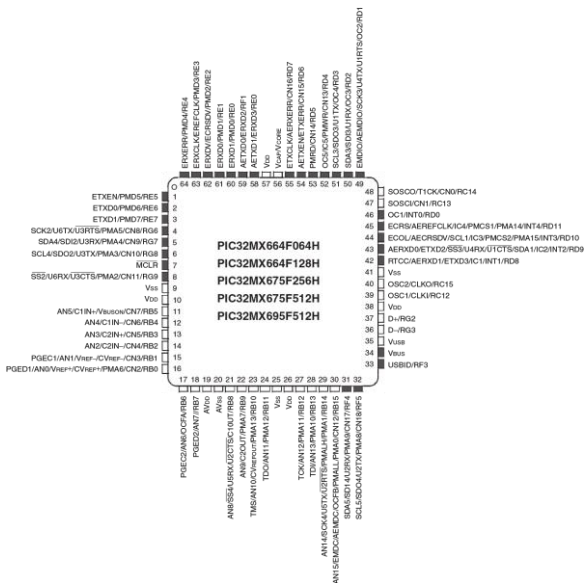 ERXERR/PMD4/RE4
ERXCLK/EREFCLK/PMD3/RE3
ERXDV/ECRSDV/PMD2/RE2
ERXD0/PMD1/RE1
ERXD1/PMD0/RE0
AETXD0/ERXD2/RF1
AETXD1/ERXD3/RF0
VDD
VCAP/VCORE
ETXCLK/AERXERR/CN16/RD7
AETXEN/ETXERR/CN15/RD6
PMRD/CN14/RD5
OC5/IC5/PMWR/CN13/RD4
SCL3/SDO3/U1TX/OC4/RD3
SDA3/SDI3/U1RX/OC3/RD2
EMDIO/AEMDIO/SCK3/U4TX/U1RTS/OC2/RD1
64 63 62 61 60 59 58 57 56 55 54 53 52 51 50 49
ETXEN/PMD5/RE5 1
ETXD0/PMD6/RE6 2
ETXD1/PMD7/RE7 3
SCK2/U6TX/U3RTS/PMA5/CN8/RG6 4
SDA4/SDI2/U3RX/PMA4/CN9/RG7 5
SCL4/SDO2/U3TX/PMA3/CN10/RG8 6
MCLR 7
SS2/U6RX/U3CTS/PMA2/CN11/RG9 8
VSS 9
VDD 10
AN5/C1IN+/VBUSON/CN7/RB5 11
AN4/C1IN-/CN6/RB4 12
AN3/C2IN+/CN5/RB3 13
AN2/C2IN-/CN4/RB2 14
PGEC1/AN1/VREF-/CVREF-/CN3/RB1 15
PGED1/AN0/VREF+/CVREF+/PMA6/CN2/RB0 16
PIC32MX664F064H
PIC32MX664F128H
PIC32MX675F256H
PIC32MX675F512H
PIC32MX695F512H
48 SOSCO/T1CK/CN0/RC14
47 SOSCI/CN1/RC13
46 OC1/INT0/RD0
45 ECRS/AEREFCLK/IC4/PMCS1/PMA14/INT4/RD11
44 ECOL/AECRSDV/SCL1/IC3/PMCS2/PMA15/INT3/RD10
43 AERXD0/ETXD2/SS3/U4RX/U1CTS/SDA1/IC2/INT2/RD9
42 RTCC/AERXD1/ETXD3/IC1/INT1/RD8
41 VSS
40 OSC2/CLKO/RC15
39 OSC1/CLKI/RC12
38 VDD
37 D+/RG2
36 D-/RG3
35 VUSB
34 VBUS
33 USBID/RF3
17 18 19 20 21 22 23 24 25 26 27 28 29 30 31 32
PGEC2/AN6/OCFA/RB6
PGED2/AN7/RB7
AVDD
AVSS
AN8/SS4/U5RX/U2CTS/C1OUT/RB8
AN9/C2OUT/PMA7/RB9
TMS/AN10/CVREFOUT/PMA13/RB10
TDO/AN11/PMA12/RB11
VSS
VDD
TCK/AN12/PMA11/RB12
TDI/AN13/PMA10/RB13
AN14/SCK4/U5TX/U2RTS/PMALH/PMA1/RB14
AN15/EMDC/AEMDC/OCFB/PMALL/PMA0/CN12/RB15
SDA5/SDI4/U2RX/PMA9/CN17/RF4
SCL5/SDO4/U2TX/PMA8/CN18/RF5